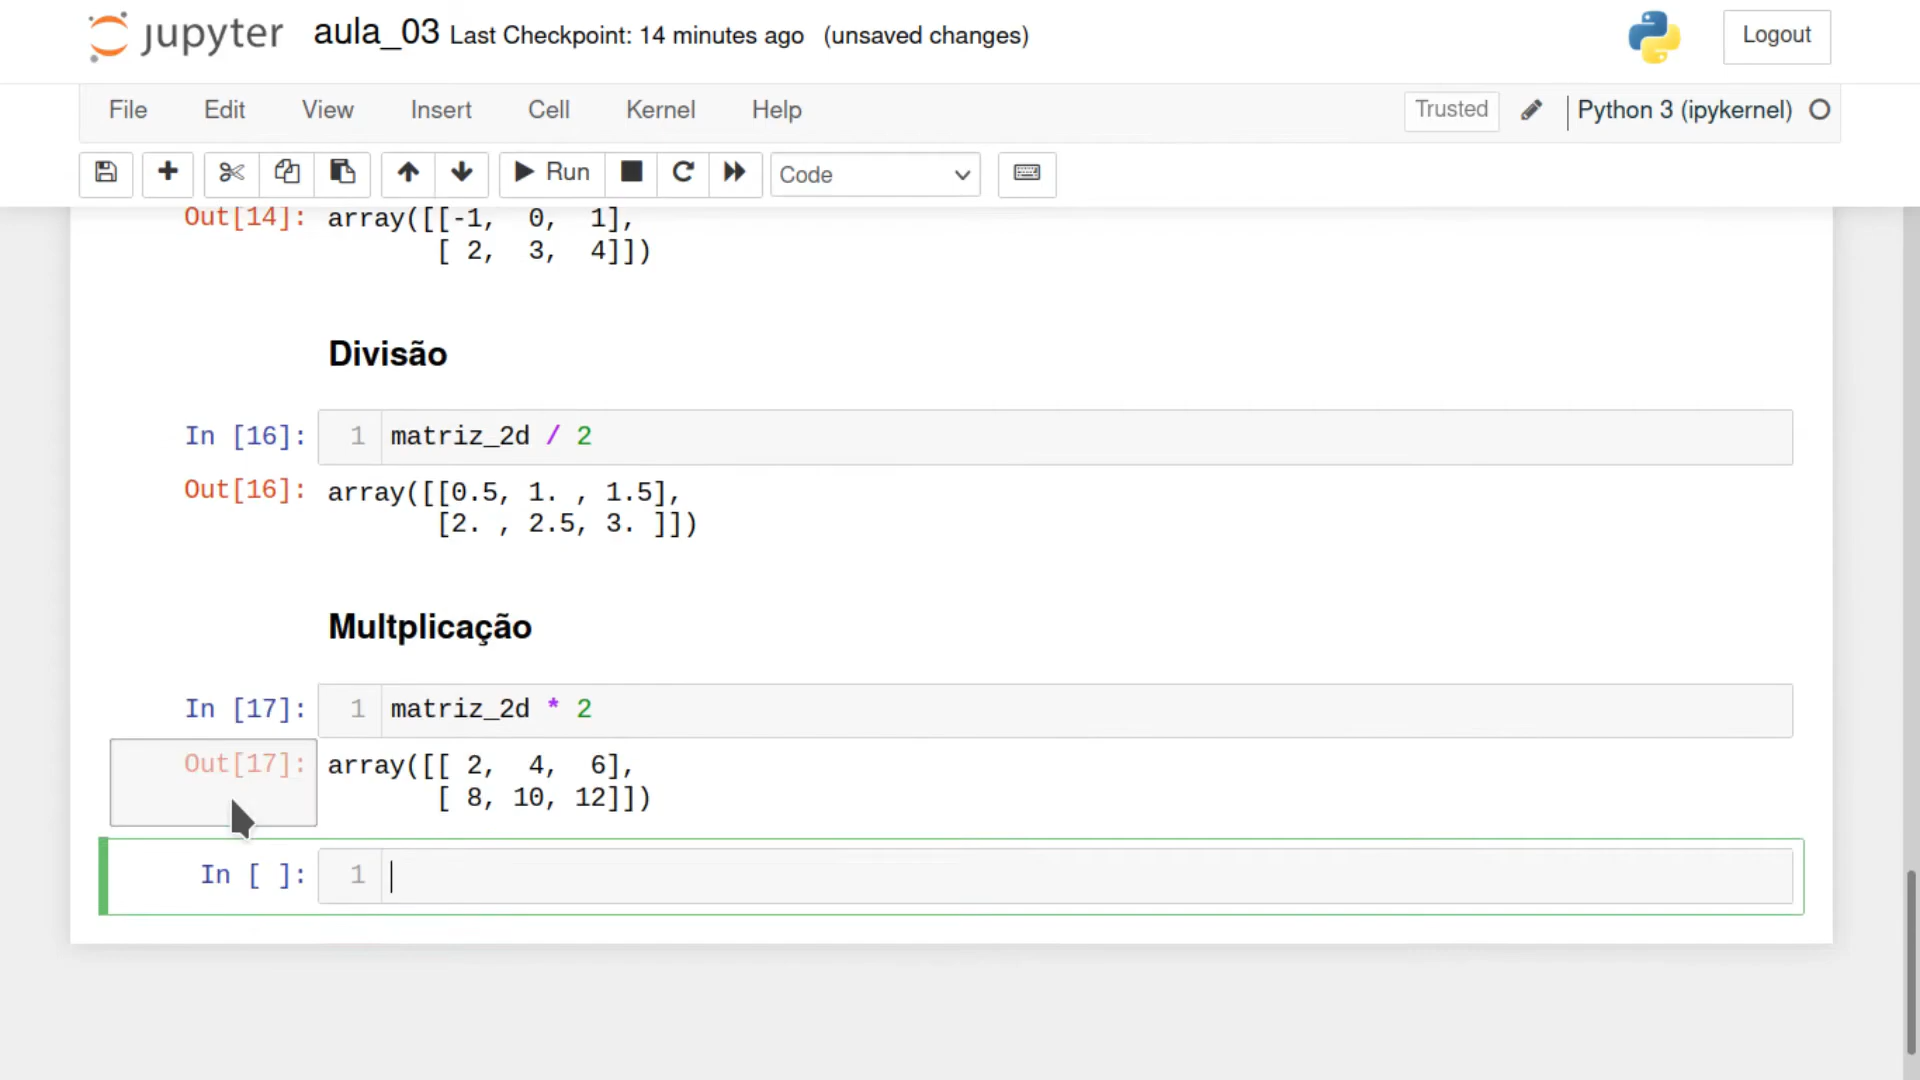 jupyter aula_03 Last Checkpoint: 14 minutes ago (unsaved changes) Logout
File Edit View Insert Cell Kernel Help Trusted Python 3 (ipykernel)
Run Code
Out[14]: array([[-1, 0, 1],
[ 2, 3, 4]])
Divisão
In [16]: 1 matriz_2d / 2
Out[16]: array([[0.5, 1. , 1.5],
[2. , 2.5, 3. ]])
Multplicação
In [17]: 1 matriz_2d * 2
Out[17]: array([[ 2, 4, 6],
[ 8, 10, 12]])
In [ ]: 1